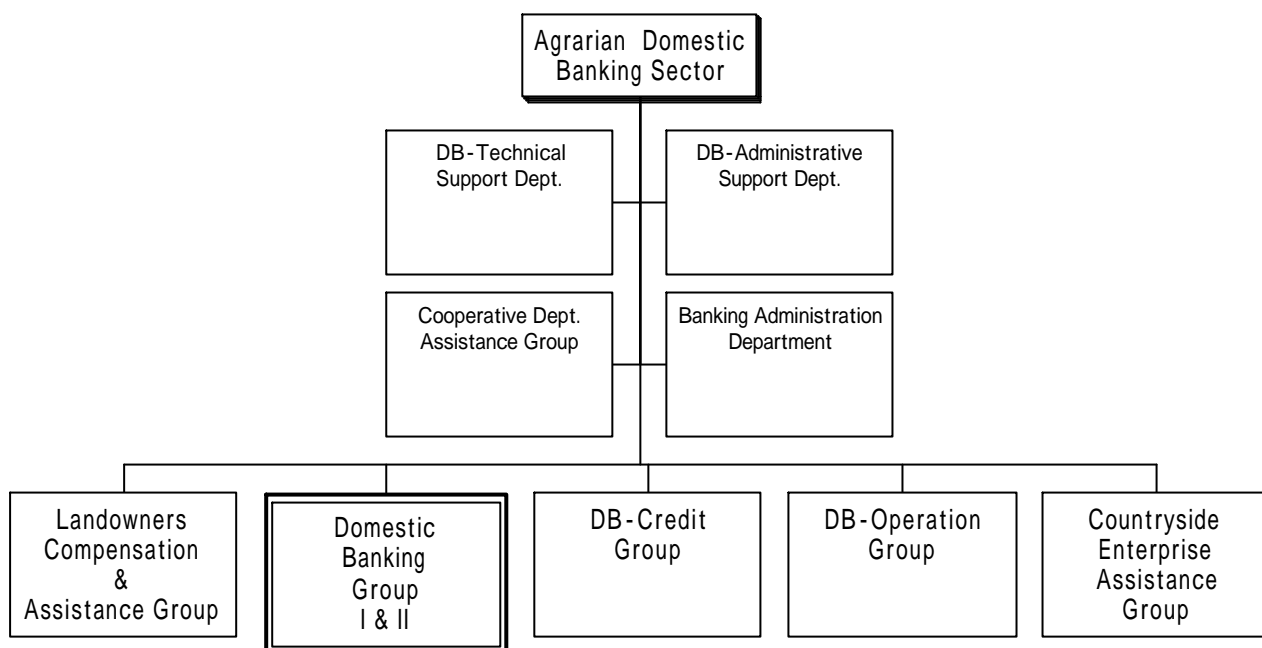 Agrarian Domestic
Banking Sector
DB-Technical
Support Dept.
DB-Administrative
Support Dept.
Cooperative Dept.
Assistance Group
Banking Administration
Department
Landowners
Compensation
&
Assistance Group
Domestic
Banking
Group
I & II
DB-Credit
Group
DB-Operation
Group
Countryside
Enterprise
Assistance
Group